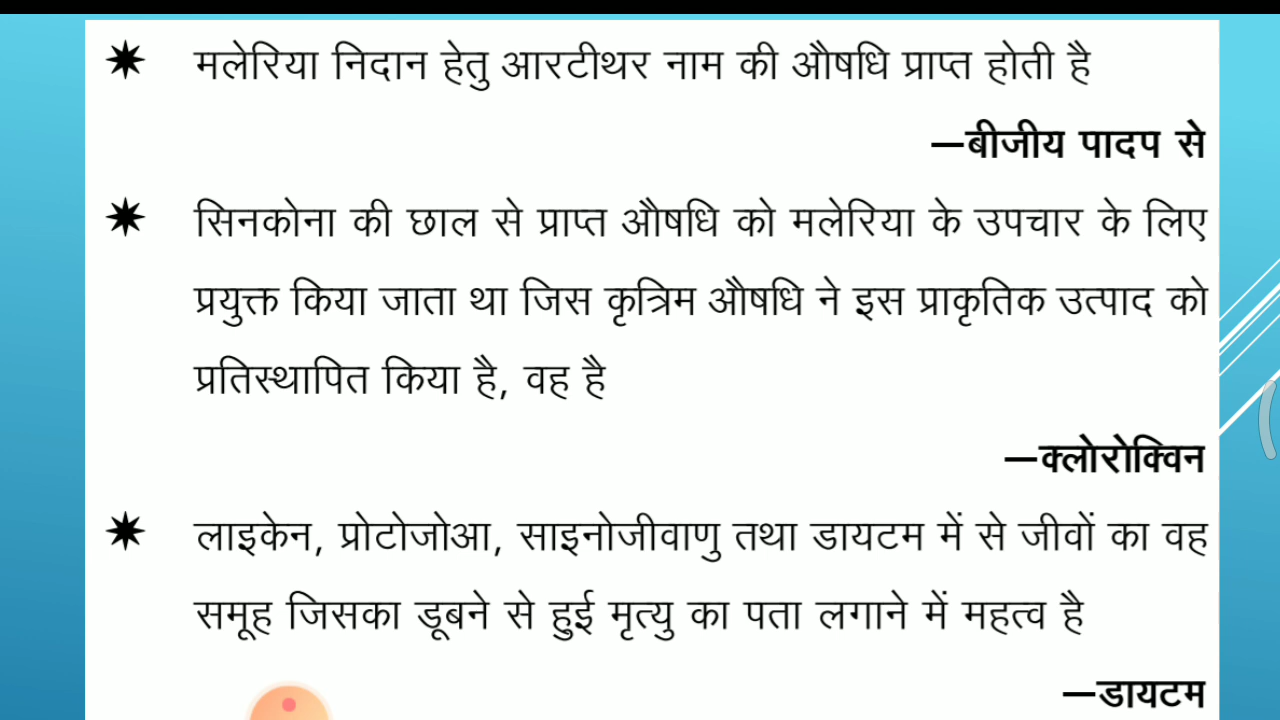 ✷ मलेरिया निदान हेतु आरटीथर नाम की औषधि प्राप्त होती है
—बीजीय पादप से
✷ सिनकोना की छाल से प्राप्त औषधि को मलेरिया के उपचार के लिए
प्रयुक्त किया जाता था जिस कृत्रिम औषधि ने इस प्राकृतिक उत्पाद को
प्रतिस्थापित किया है, वह है
—क्लोरोक्विन
✷ लाइकेन, प्रोटोजोआ, साइनोजीवाणु तथा डायटम में से जीवों का वह
समूह जिसका डूबने से हुई मृत्यु का पता लगाने में महत्व है
—डायटम